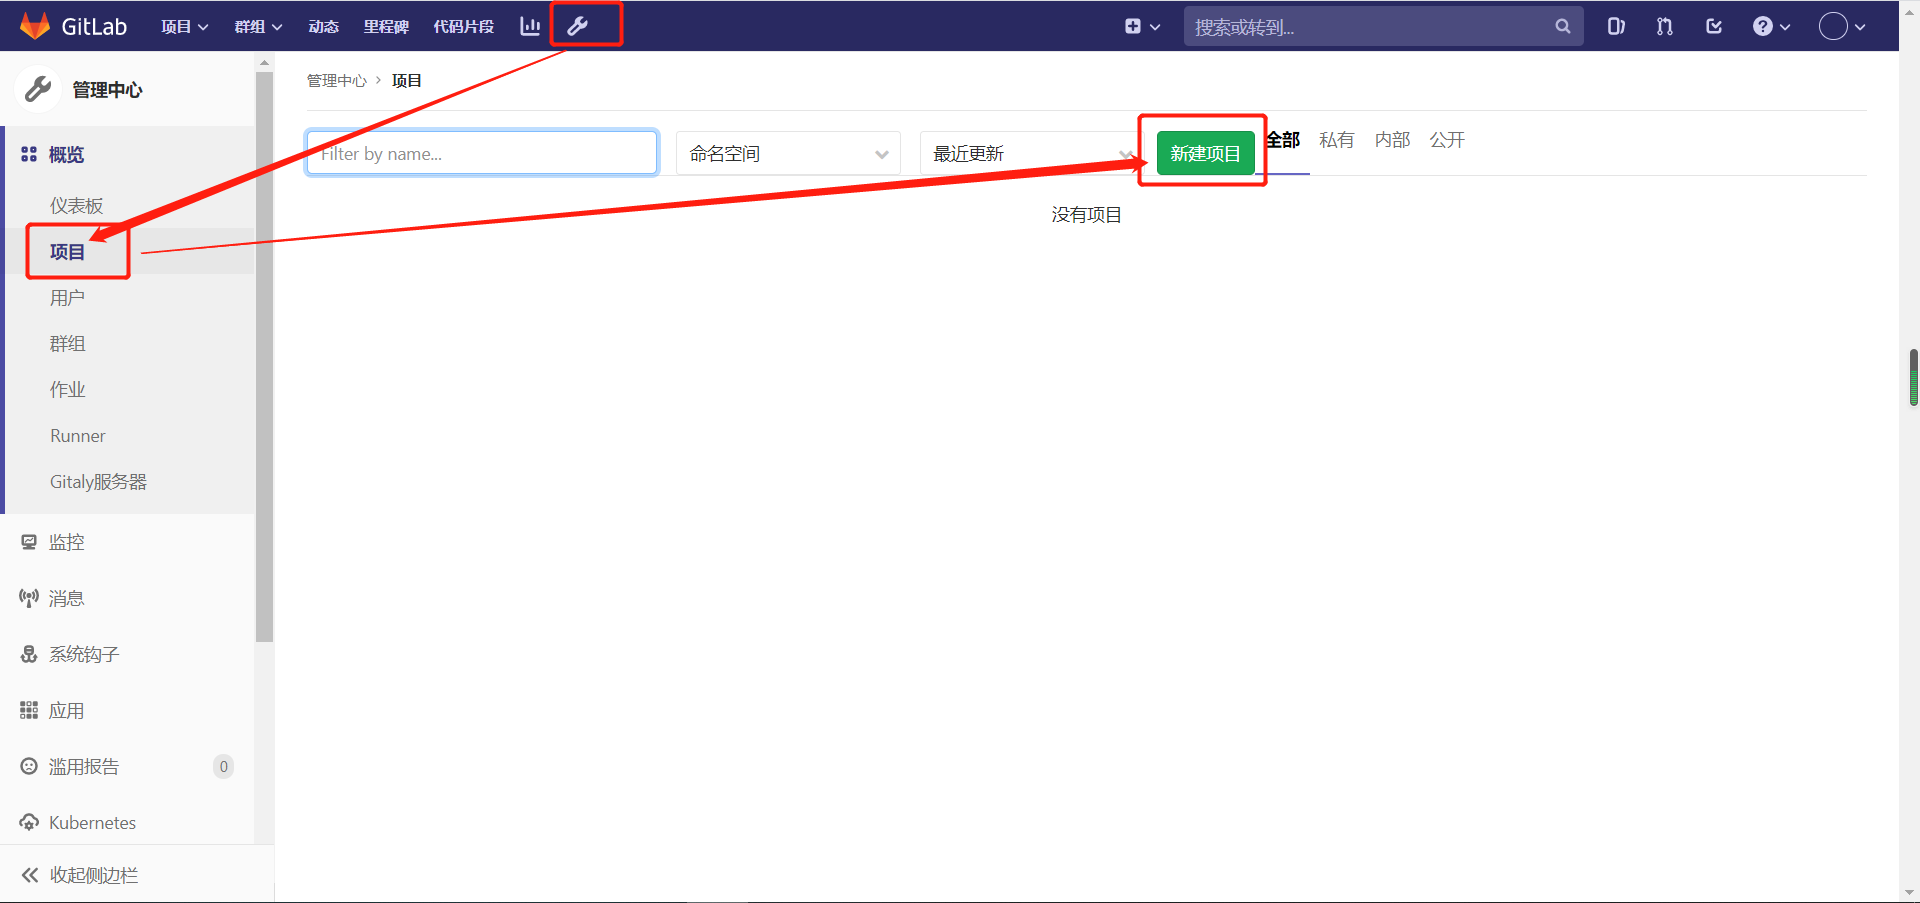 GitLab 项目 群组 动态 里程碑 代码片段 搜索或转到...
管理中心
管理中心 › 项目
Filter by name... 命名空间 最近更新 新建项目 全部 私有 内部 公开
没有项目
概览
仪表板
项目
用户
群组
作业
Runner
Gitaly服务器
监控
消息
系统钩子
应用
滥用报告 0
Kubernetes
收起侧边栏